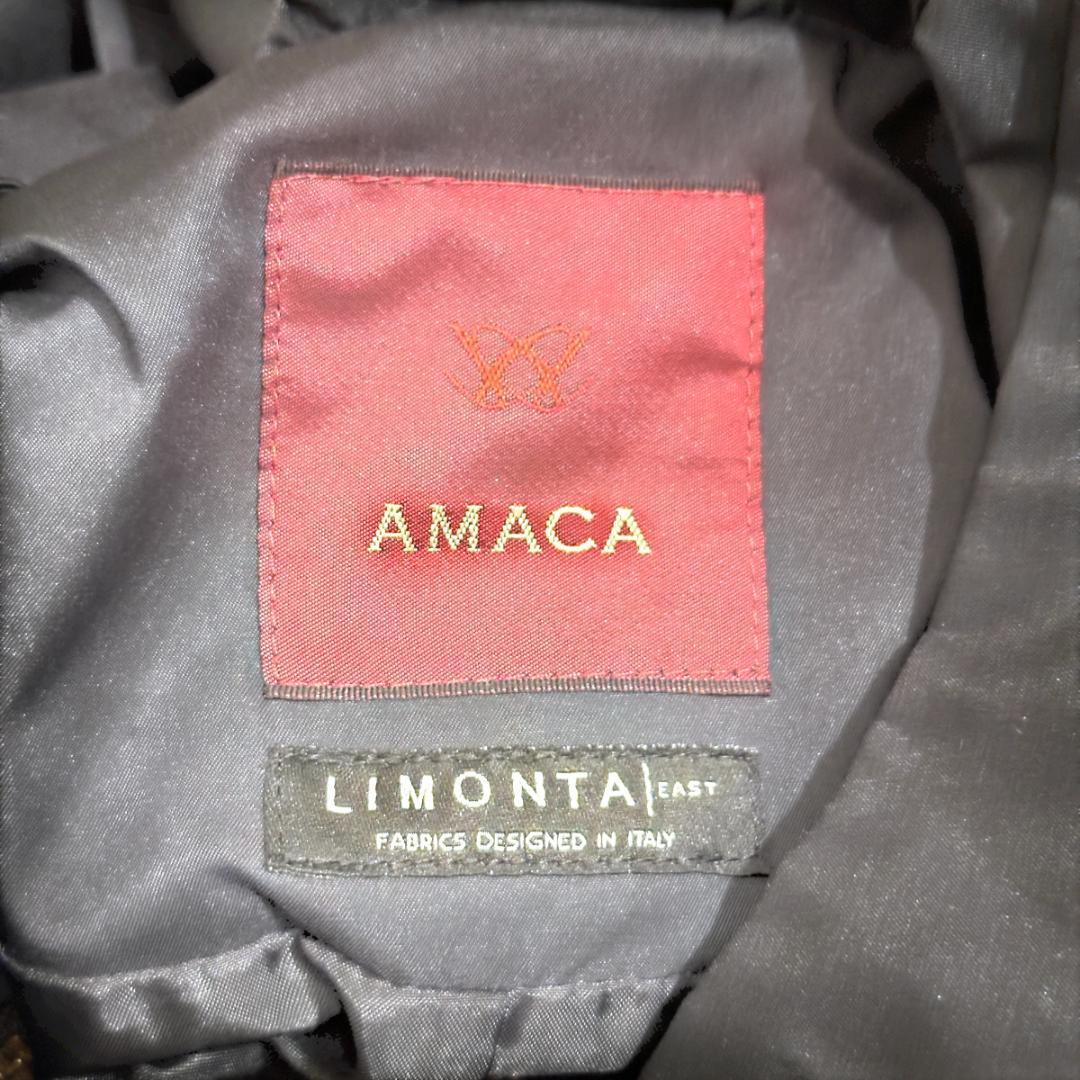 AMACA
LIMONTA|EAST
FABRICS DESIGNED IN ITALY